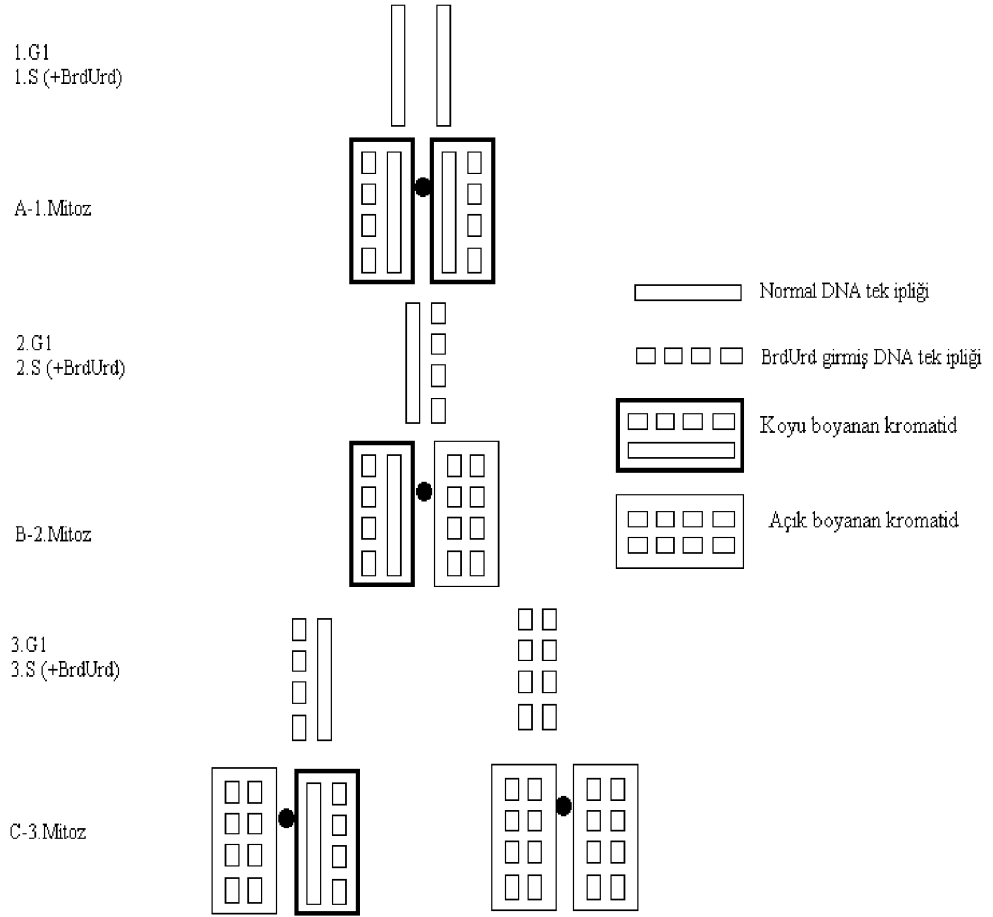 1.G1
1.S (+BrdUrd)
A-1.Mitoz
Normal DNA tek ipliği
2.G1
2.S (+BrdUrd)
BrdUrd girmiş DNA tek ipliği
Koyu boyanan kromatid
Açık boyanan kromatid
B-2.Mitoz
3.G1
3.S (+BrdUrd)
C-3.Mitoz